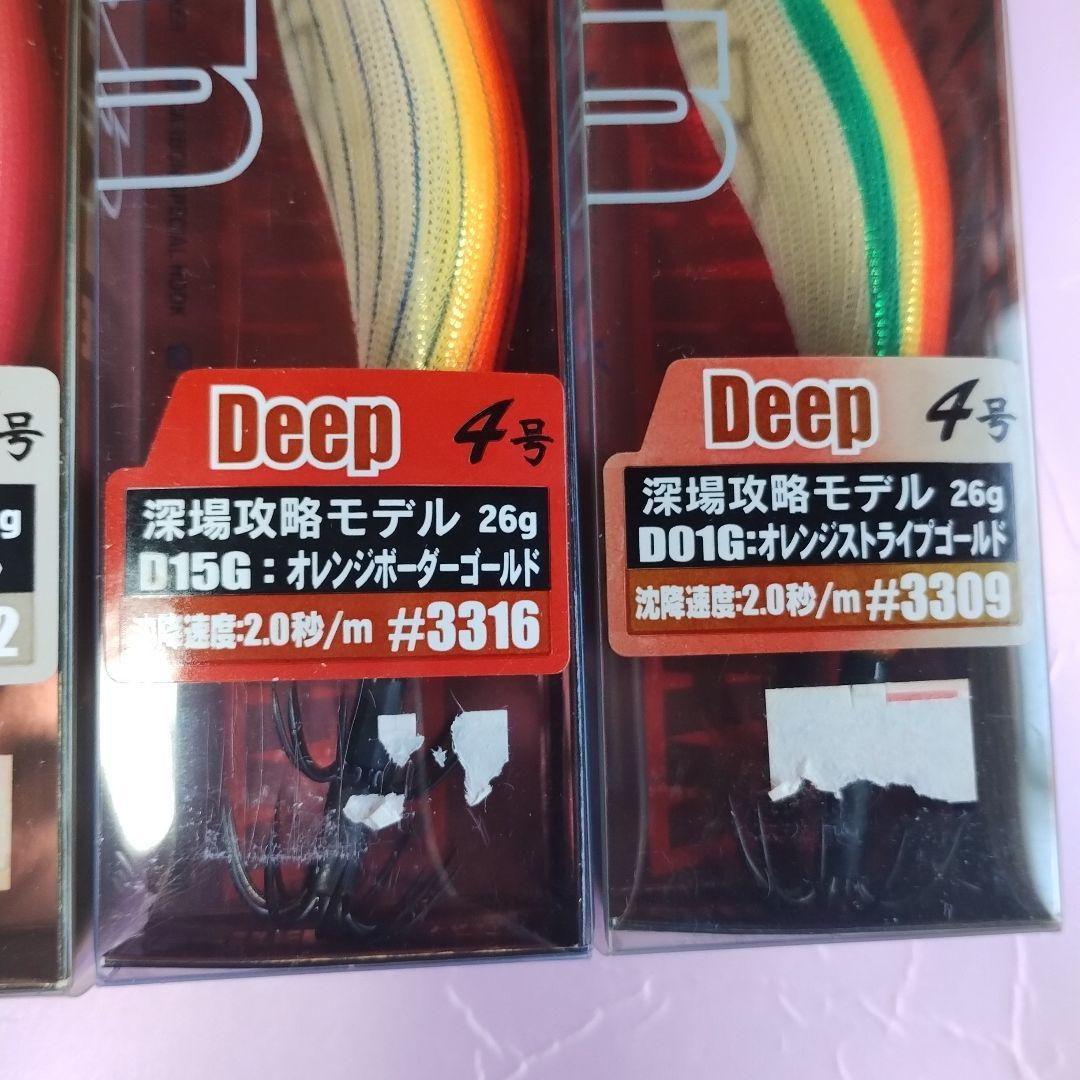 号
g
2
Deep 4号
深場攻略モデル 26g
D15G：オレンジボーダーゴールド
沈降速度:2.0秒/m #3316
Deep 4号
深場攻略モデル 26g
D01G:オレンジストライプゴールド
沈降速度:2.0秒/m #3309